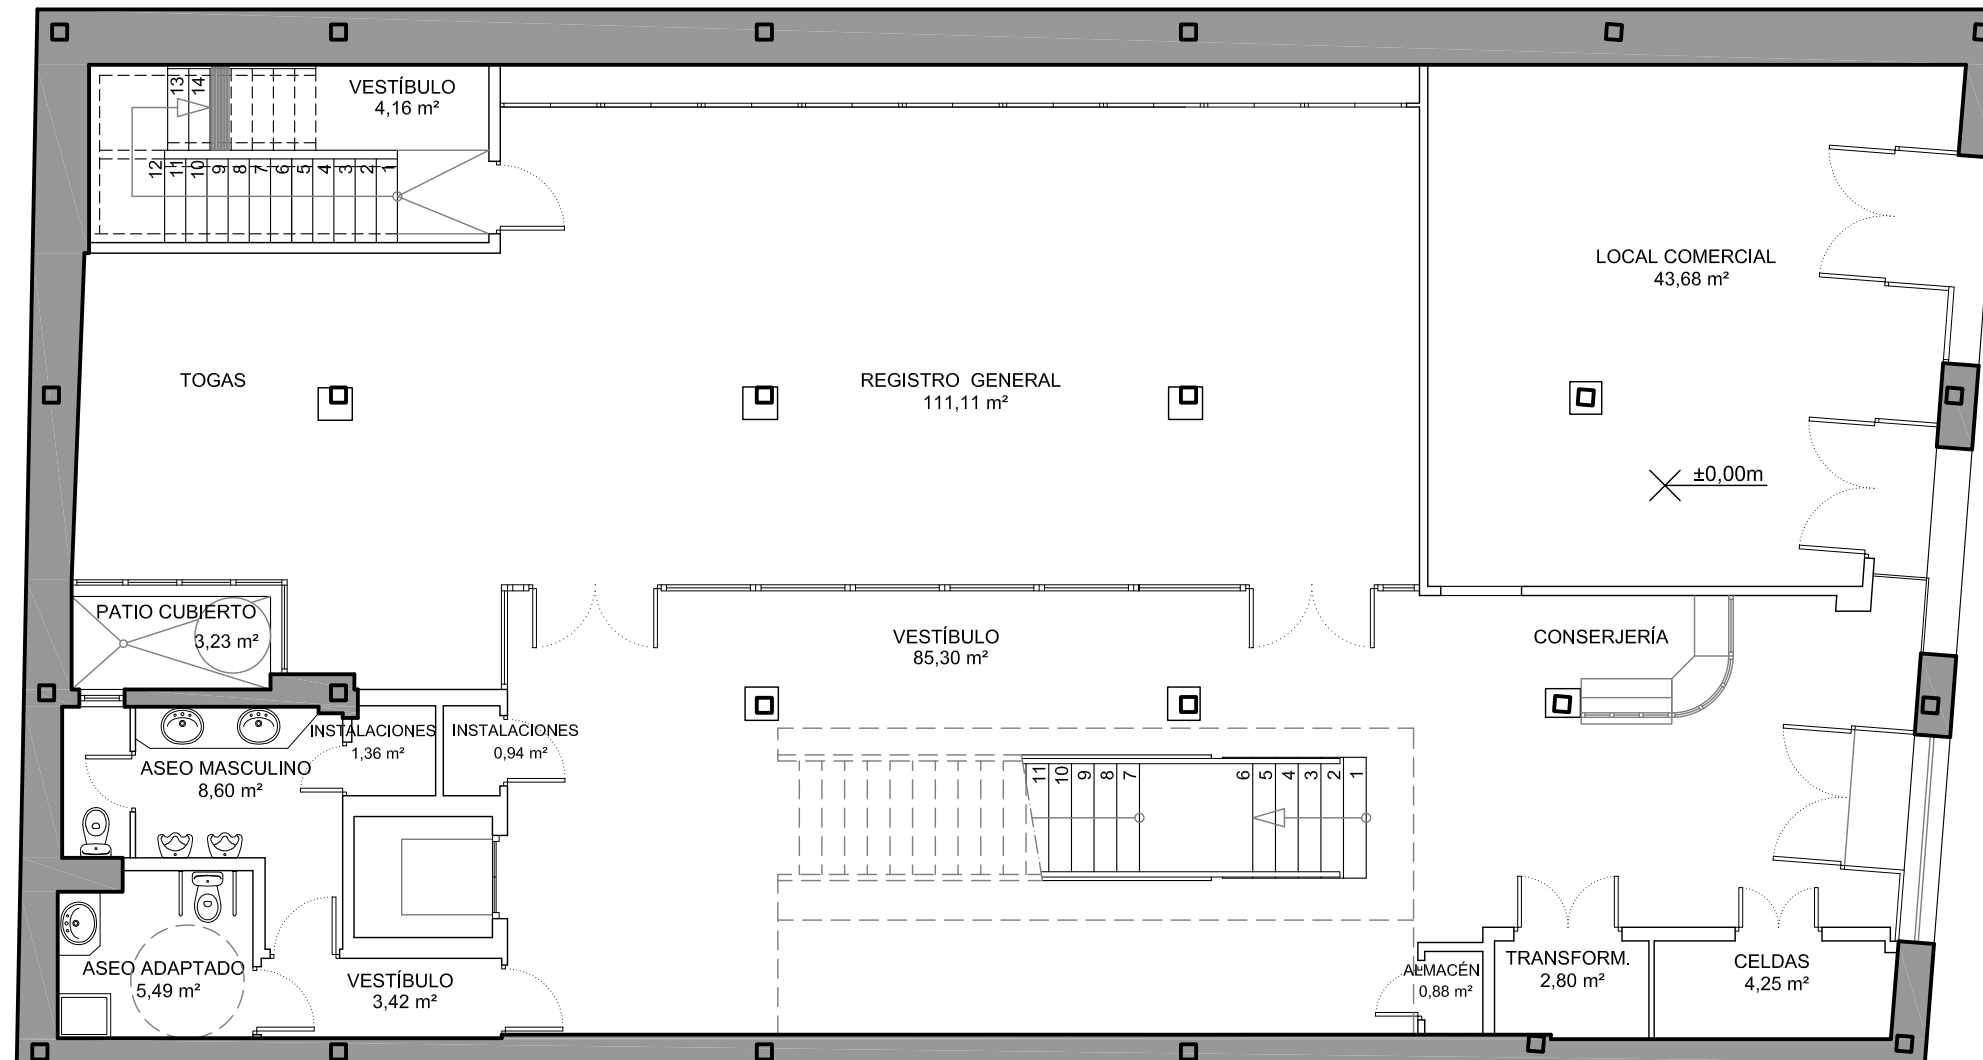 VESTÍBULO
4,16 m²
13
14
12
11
10
9
8
7
6
5
4
3
2
1
LOCAL COMERCIAL
43,68 m²
TOGAS
REGISTRO GENERAL
111,11 m²
±0,00m
PATIO CUBIERTO
3,23 m²
VESTÍBULO
85,30 m²
CONSERJERÍA
INSTALACIONES
1,36 m²
INSTALACIONES
0,94 m²
ASEO MASCULINO
8,60 m²
11
10
9
8
7
6
5
4
3
2
1
ASEO ADAPTADO
5,49 m²
VESTÍBULO
3,42 m²
ALMACÉN
0,88 m²
TRANSFORM.
2,80 m²
CELDAS
4,25 m²